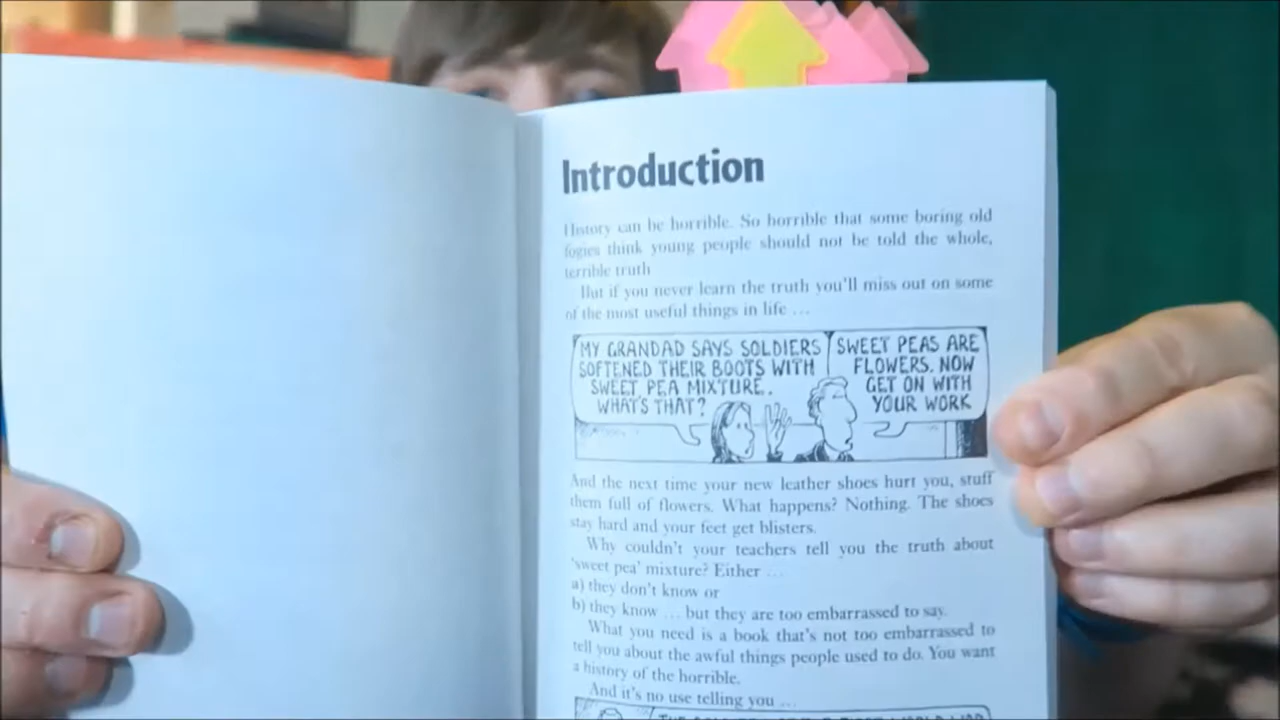 Introduction
History can be horrible. So horrible that some boring old
fogies think young people should not be told the whole,
terrible truth
But if you never learn the truth you'll miss out on some
of the most useful things in life ...
MY GRANDAD SAYS SOLDIERS
SOFTENED THEIR BOOTS WITH
SWEET PEA MIXTURE.
WHAT'S THAT?
SWEET PEAS ARE
FLOWERS. NOW
GET ON WITH
YOUR WORK
And the next time your new leather shoes hurt you, stuff
them full of flowers. What happens? Nothing. The shoes
stay hard and your feet get blisters.
Why couldn't your teachers tell you the truth about
'sweet pea' mixture? Either ...
a) they don't know or
b) they know ... but they are too embarrassed to say.
What you need is a book that's not too embarrassed to
tell you about the awful things people used to do. You want
a history of the horrible.
And it's no use telling you ...